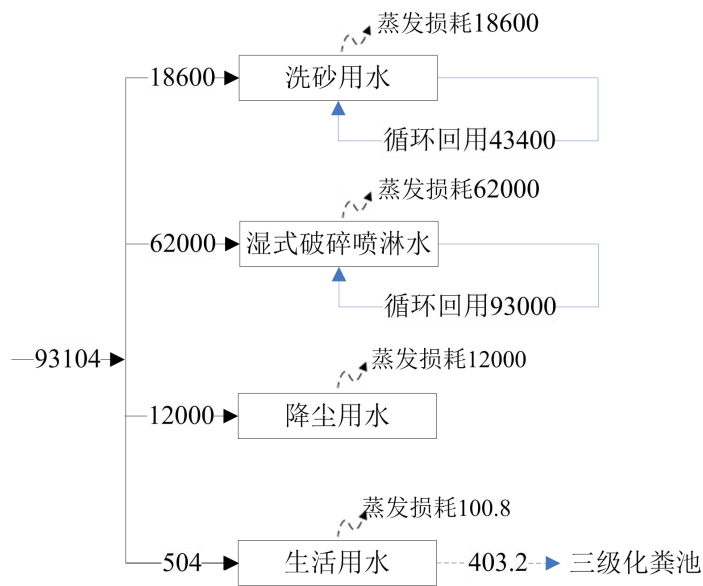 蒸发损耗18600
18600
洗砂用水
循环回用43400
蒸发损耗62000
62000
湿式破碎喷淋水
循环回用93000
93104
蒸发损耗12000
12000
降尘用水
蒸发损耗100.8
504
生活用水
403.2
三级化粪池